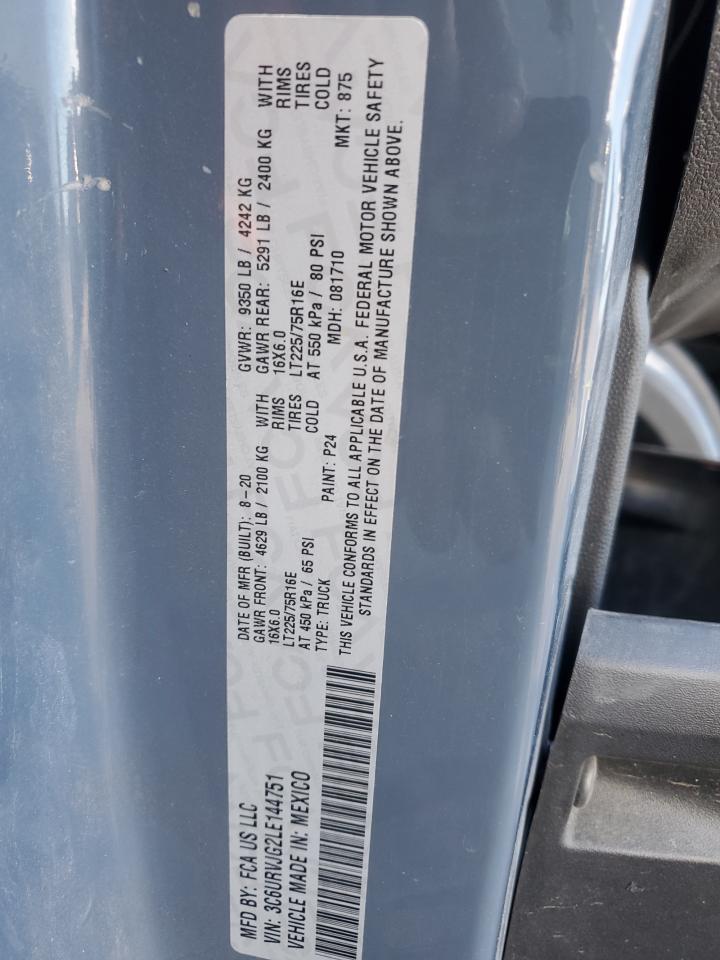 MFD BY: FCA US LLC
VIN: 3C6URVJG2LE144751
VEHICLE MADE IN: MEXICO
DATE OF MFR (BUILT): 8-20 GVWR: 9350 LB / 4242 KG
GAWR FRONT: 4629 LB / 2100 KG WITH GAWR REAR: 5291 LB / 2400 KG WITH
16X6.0 RIMS 16X6.0 RIMS
LT225/75R16E TIRES LT225/75R16E TIRES
AT 450 kPa / 65 PSI COLD AT 550 kPa / 80 PSI COLD
TYPE: TRUCK PAINT: P24 MDH: 081710 MKT: 875
THIS VEHICLE CONFORMS TO ALL APPLICABLE U.S.A. FEDERAL MOTOR VEHICLE SAFETY
STANDARDS IN EFFECT ON THE DATE OF MANUFACTURE SHOWN ABOVE.